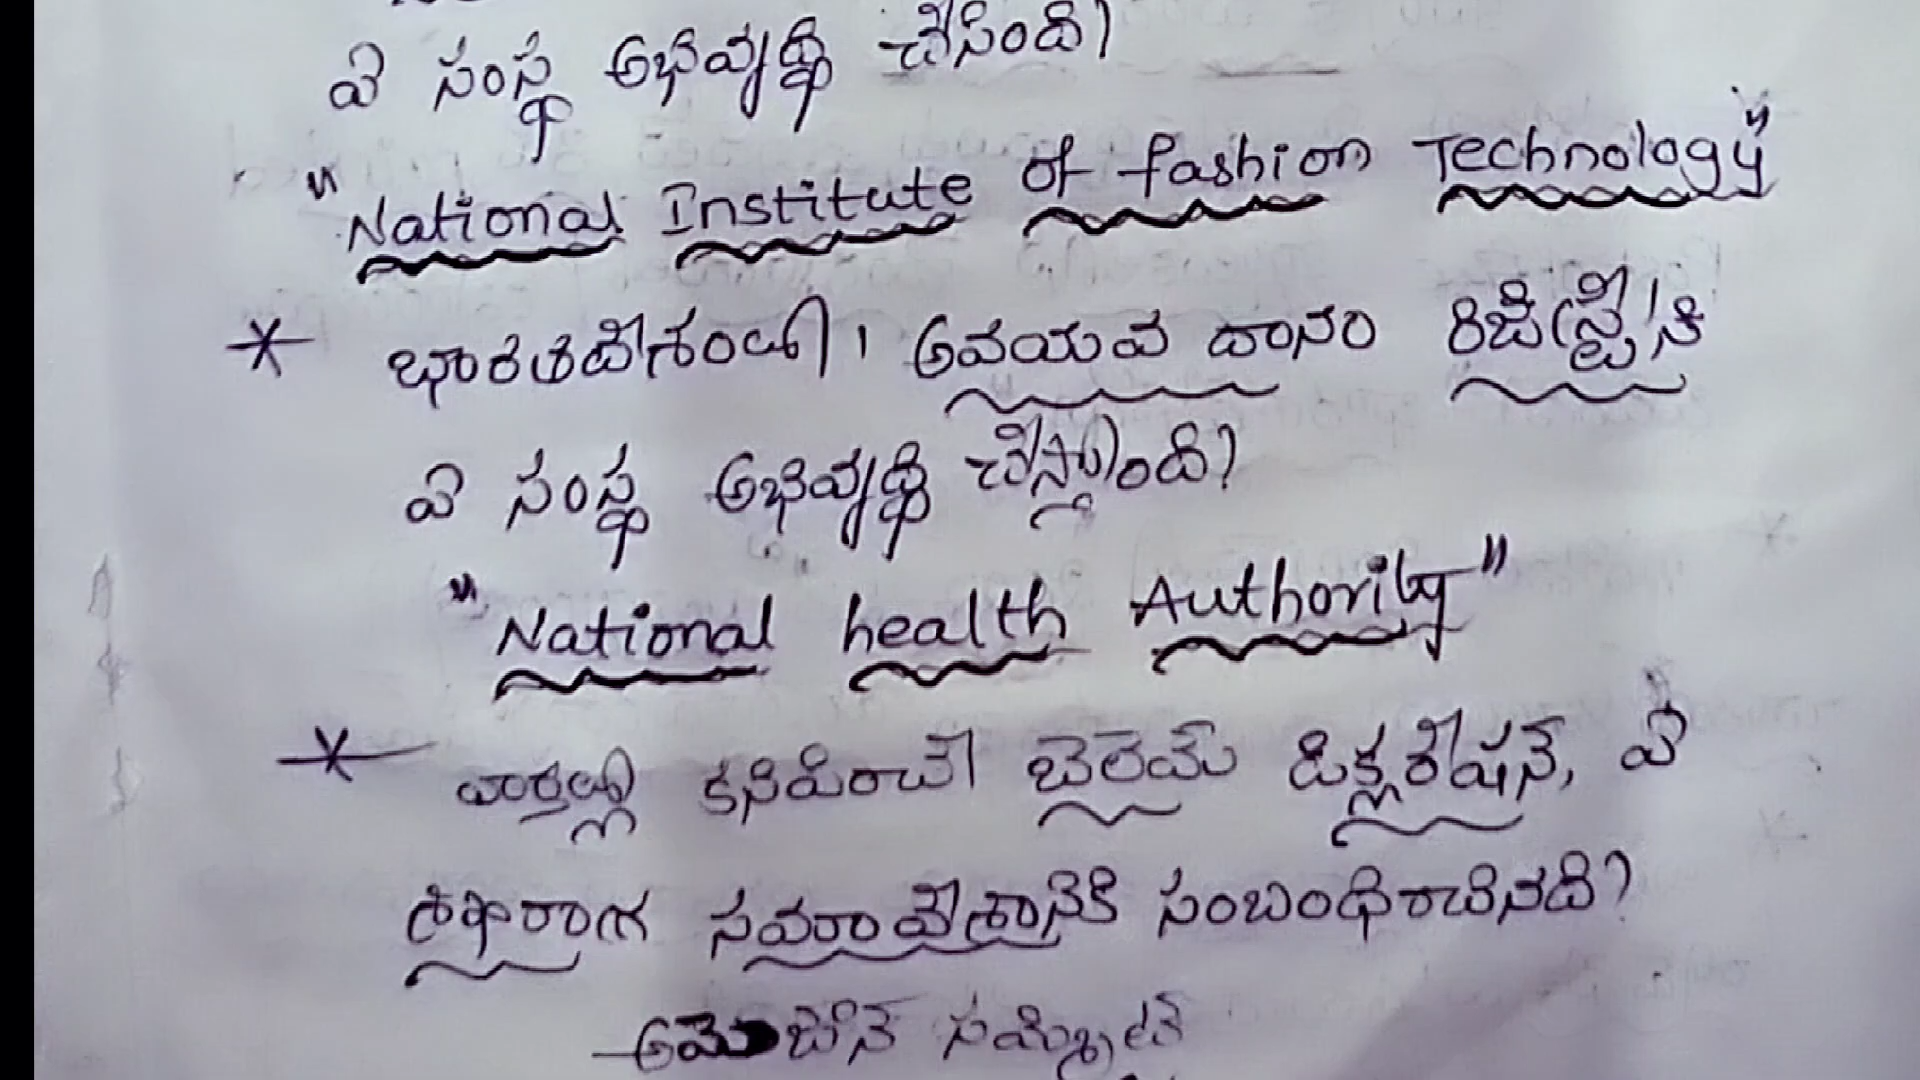 ఏ సంస్థ అభివృద్ధి చేసింది?
"National Institute of fashion Technology"
* భారతదేశంలో, అవయవ దానం రిజిస్ట్రీని
ఏ సంస్థ అభివృద్ధి చేస్తోంది?
"National health Authority"
* వార్తల్లో కనిపించే బెలెమ్ డిక్లరేషన్, ఏ
శిఖరాగ్ర సమావేశానికి సంబంధించినది?
అమెజాన్ సమ్మిట్